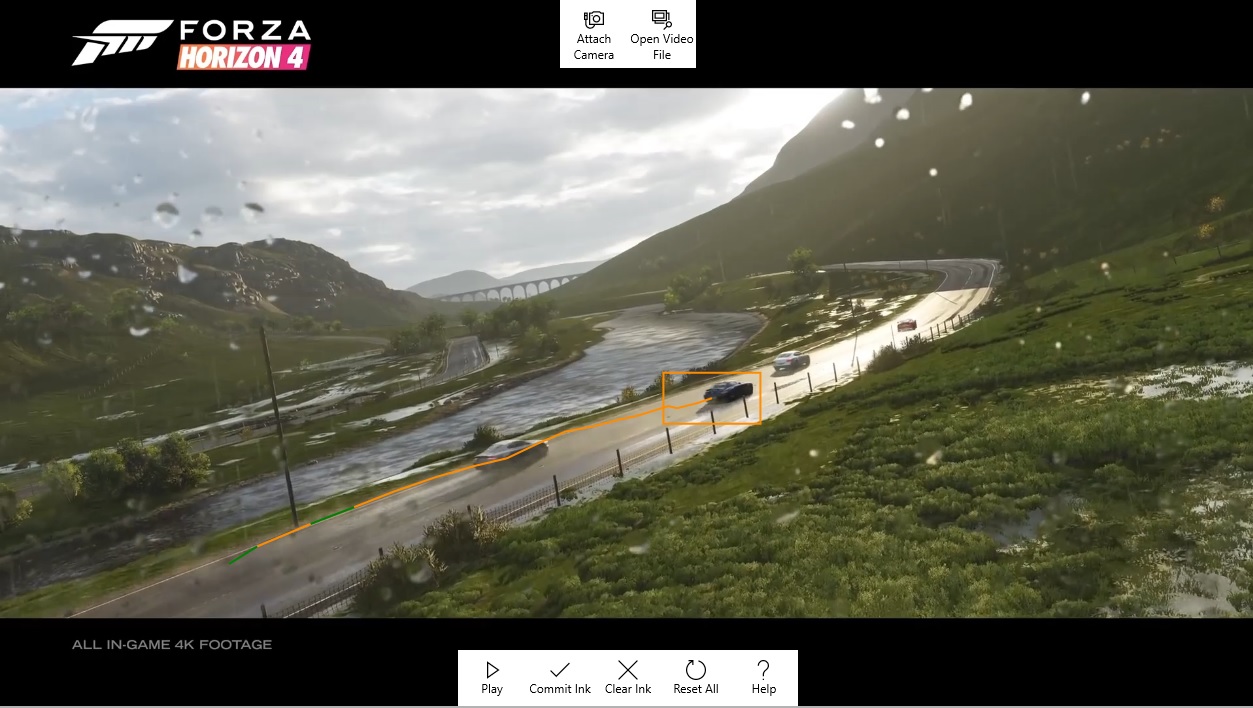 FORZA
HORIZON 4
Attach
Camera
Open Video
File
ALL IN-GAME 4K FOOTAGE
Play
Commit Ink
Clear Ink
Reset All
Help